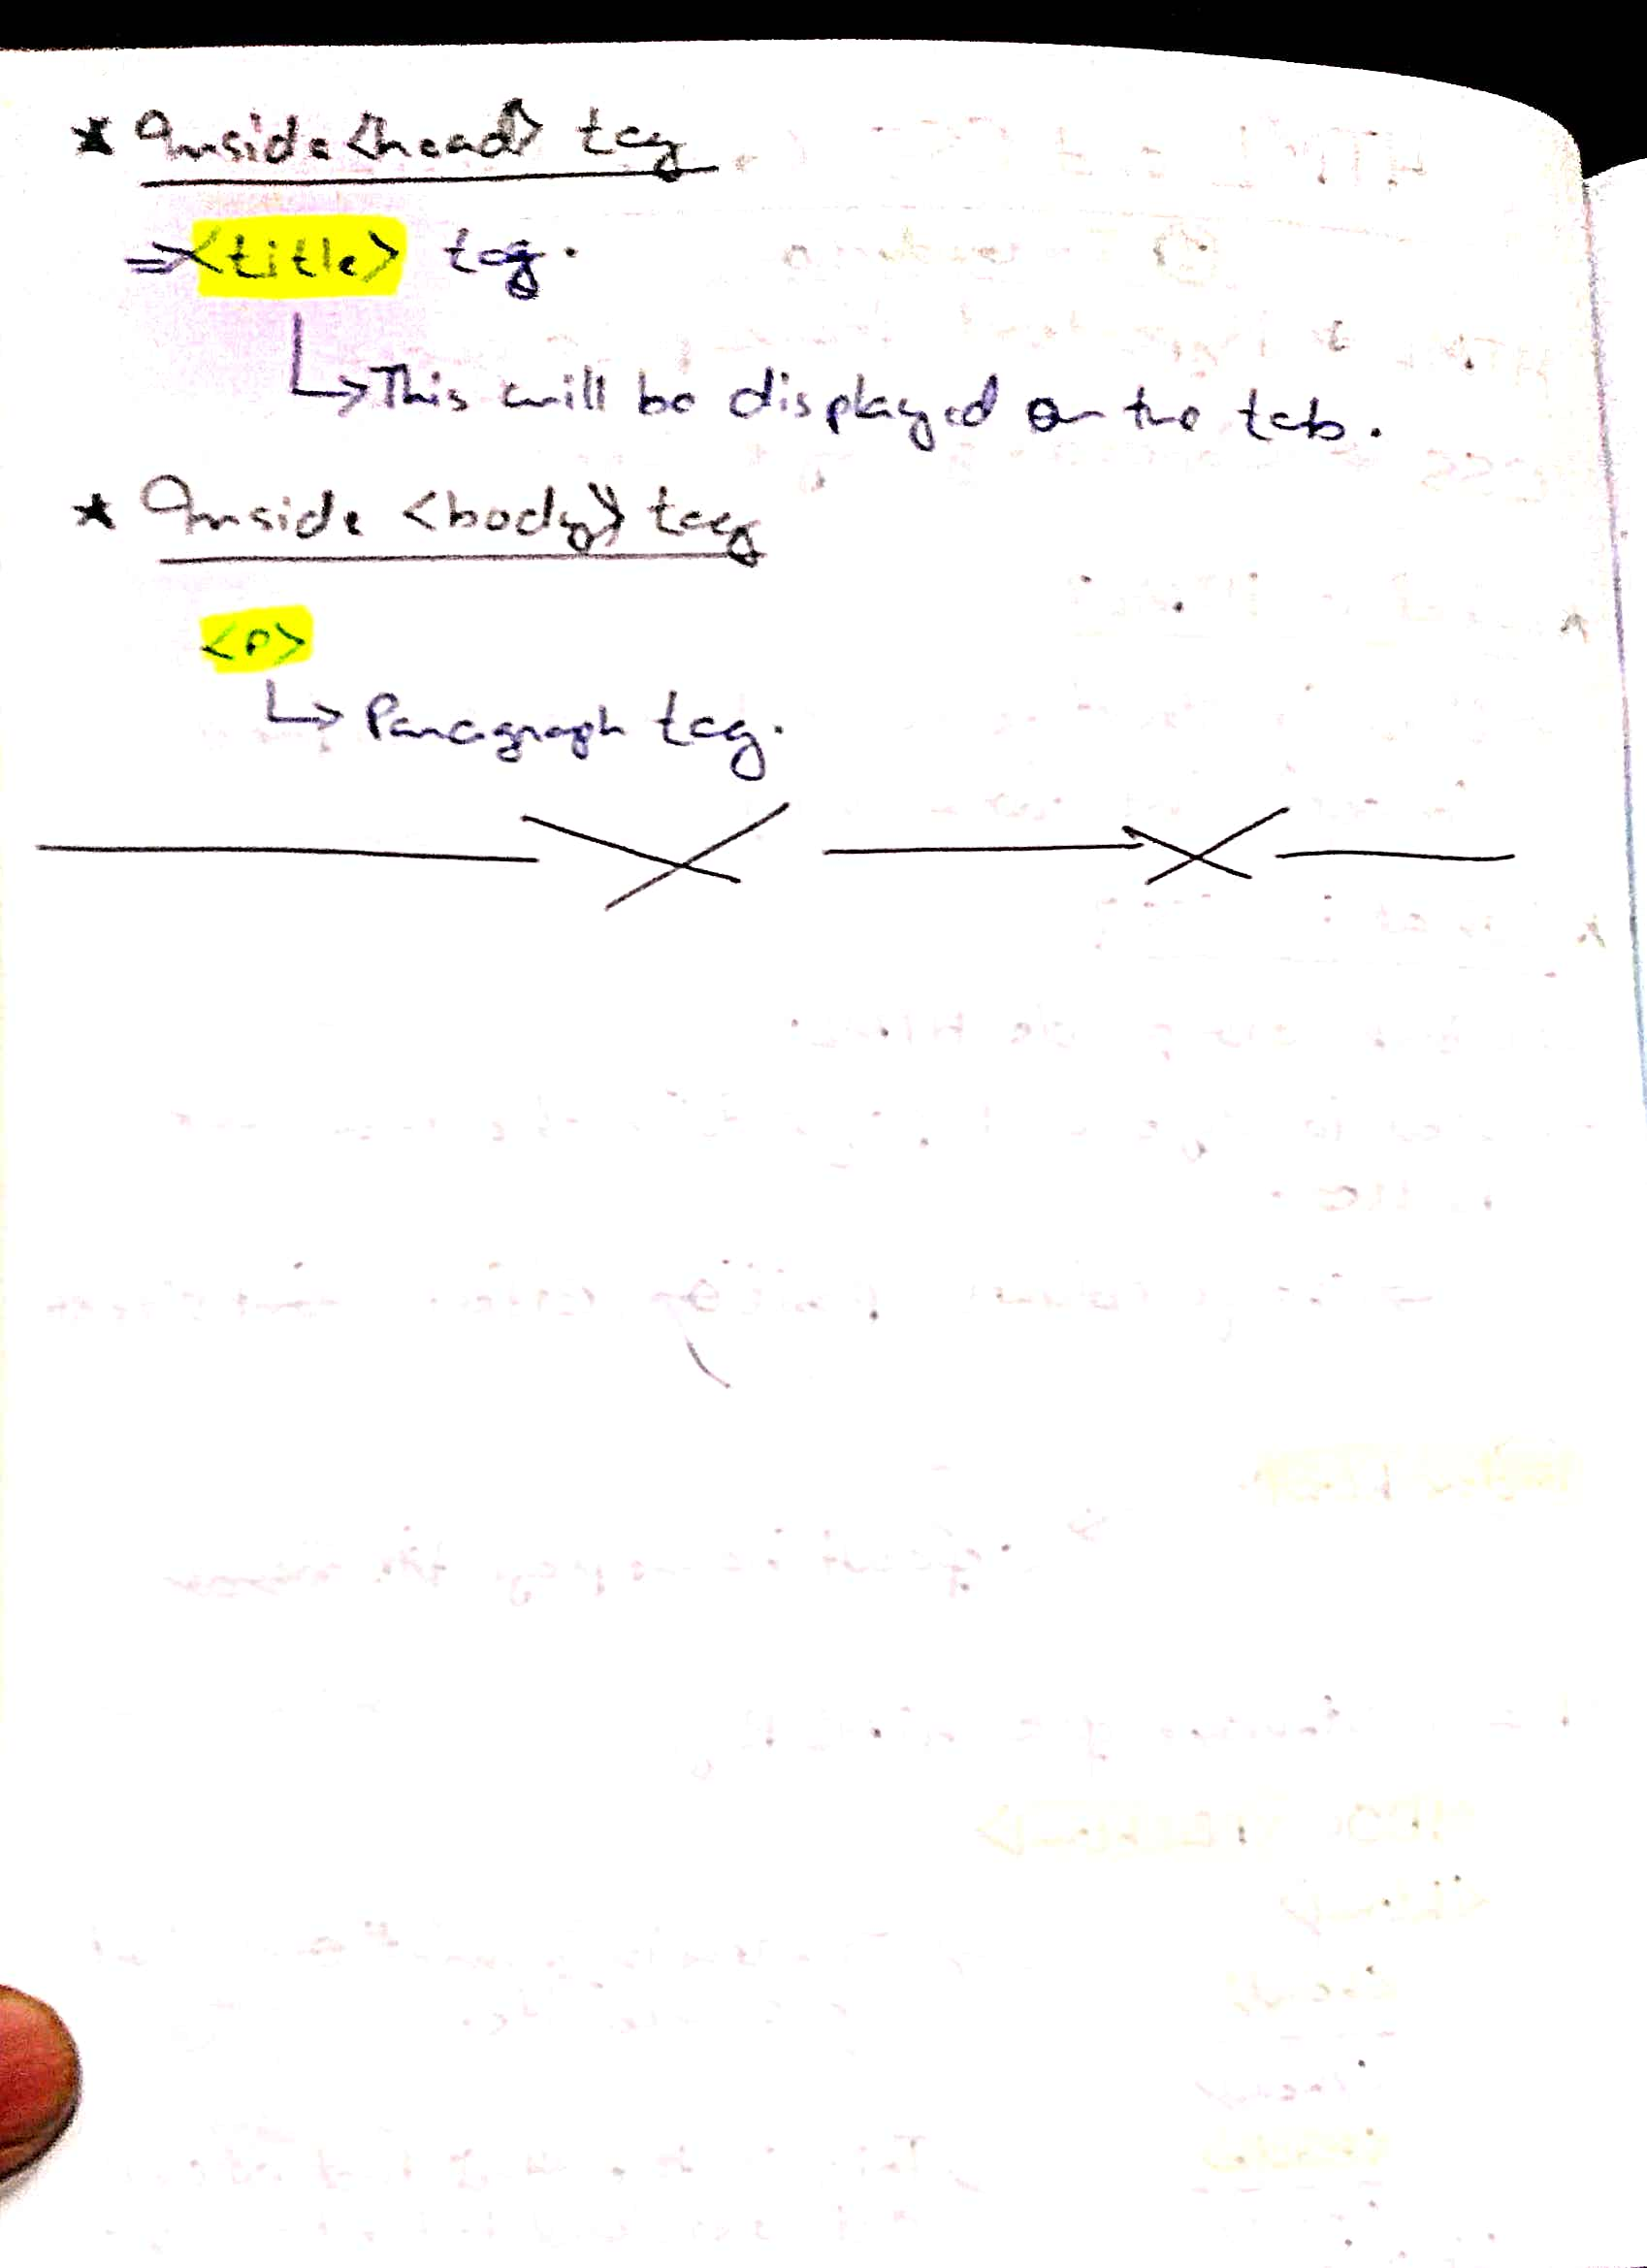 * Inside <head> tag
⇒ <title> tag.
↳ This will be displayed on the tab.
* Inside <body> tag
<p>
↳ Paragraph tag.